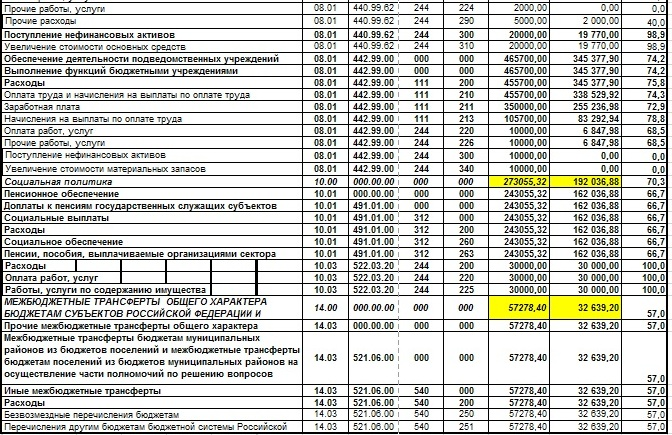 Прочие работы, услуги 08.01 440.99.62 244 224 2000,00 0,00 0,0
Прочие расходы 08.01 440.99.62 244 290 5000,00 2 000,00 40,0
Поступление нефинансовых активов 08.01 440.99.62 244 300 20000,00 19 770,00 98,9
Увеличение стоимости основных средств 08.01 440.99.62 244 310 20000,00 19 770,00 98,9
Обеспечение деятельности подведомственных учреждений 08.01 442.99.00 000 000 465700,00 345 377,90 74,2
Выполнение функций бюджетными учреждениями 08.01 442.99.00 000 000 465700,00 345 377,90 74,2
Расходы 08.01 442.99.00 111 200 455700,00 345 377,90 75,8
Оплата труда и начисления на выплаты по оплате труда 08.01 442.99.00 111 210 455700,00 338 529,92 74,3
Заработная плата 08.01 442.99.00 111 211 350000,00 255 236,98 72,9
Начисления на выплаты по оплате труда 08.01 442.99.00 111 213 105700,00 83 292,94 78,8
Оплата работ, услуг 08.01 442.99.00 244 220 10000,00 6 847,98 68,5
Прочие работы, услуги 08.01 442.99.00 244 226 10000,00 6 847,98 68,5
Поступление нефинансовых активов 08.01 442.99.00 244 300 10000,00 0,00 0,0
Увеличение стоимости материальных запасов 08.01 442.99.00 244 340 10000,00 0,00 0,0
Социальная политика 10.00 000.00.00 000 000 273055,32 192 036,88 70,3
Пенсионное обеспечение 10.01 000.00.00 000 000 243055,32 162 036,88 66,7
Доплаты к пенсиям государственных служащих субъектов 10.01 491.01.00 000 000 243055,32 162 036,88 66,7
Социальные выплаты 10.01 491.01.00 312 000 243055,32 162 036,88 66,7
Расходы 10.01 491.01.00 312 200 243055,32 162 036,88 66,7
Социальное обеспечение 10.01 491.01.00 312 260 243055,32 162 036,88 66,7
Пенсии, пособия, выплачиваемые организациями сектора 10.01 491.01.00 312 263 243055,32 162 036,88 66,7
Расходы 10.03 522.03.20 244 200 30000,00 30 000,00 100,0
Оплата работ, услуг 10.03 522.03.20 244 220 30000,00 30 000,00 100,0
Работы, услуги по содержанию имущества 10.03 522.03.20 244 225 30000,00 30 000,00 100,0
МЕЖБЮДЖЕТНЫЕ ТРАНСФЕРТЫ ОБЩЕГО ХАРАКТЕРА
БЮДЖЕТАМ СУБЪЕКТОВ РОССИЙСКОЙ ФЕДЕРАЦИИ И 14.00 000.00.00 000 000 57278,40 32 639,20 57,0
Прочие межбюджетные трансферты общего характера 14.03 000.00.00 000 000 57278,40 32 639,20 57,0
Межбюджетные трансферты бюджетам муниципальных
районов из бюджетов поселений и межбюджетные трансферты
бюджетам поселений из бюджетов муниципальных районов на 14.03 521.06.00 000 000 57278,40 32 639,20
осуществление части полномочий по решению вопросов 57,0
Иные межбюджетные трансферты 14.03 521.06.00 540 000 57278,40 32 639,20 57,0
Расходы 14.03 521.06.00 540 200 57278,40 32 639,20 57,0
Безвозмездные перечисления бюджетам 14.03 521.06.00 540 250 57278,40 32 639,20 57,0
Перечисления другим бюджетам бюджетной системы Российской 14.03 521.06.00 540 251 57278,40 32 639,20 57,0